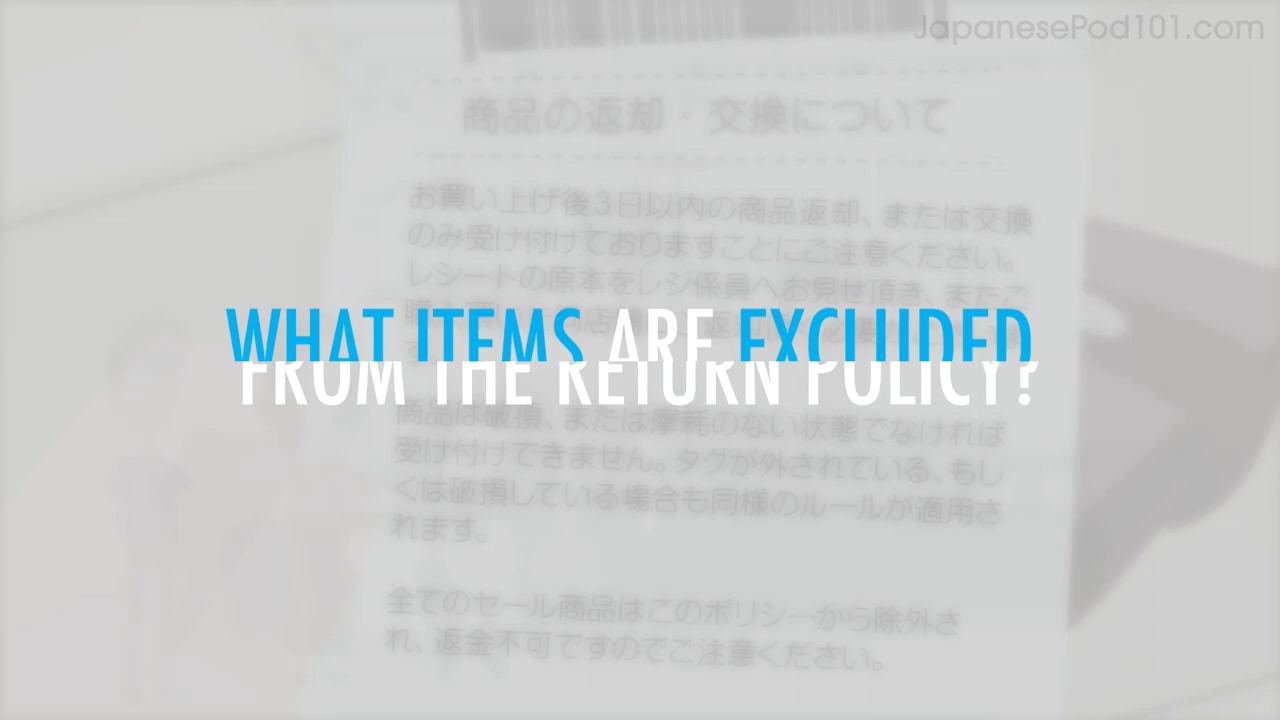 JapanesePod101.com
商品の返却・交換について
お買い上げ後3日以内の商品返却、または交換
のみ受け付けておりますことにご注意ください。
レシートの原本をレジ係員へお見せ頂き、またご
WHAT ITEMS ARE EXCLUDED
FROM THE RETURN POLICY?
商品は破損、または摩耗のない状態でなければ
受け付けできません。タグが外されている、もし
くは破損している場合も同様のルールが適用さ
れます。
全てのセール商品はこのポリシーから除外さ
れ、返金不可ですのでご注意ください。